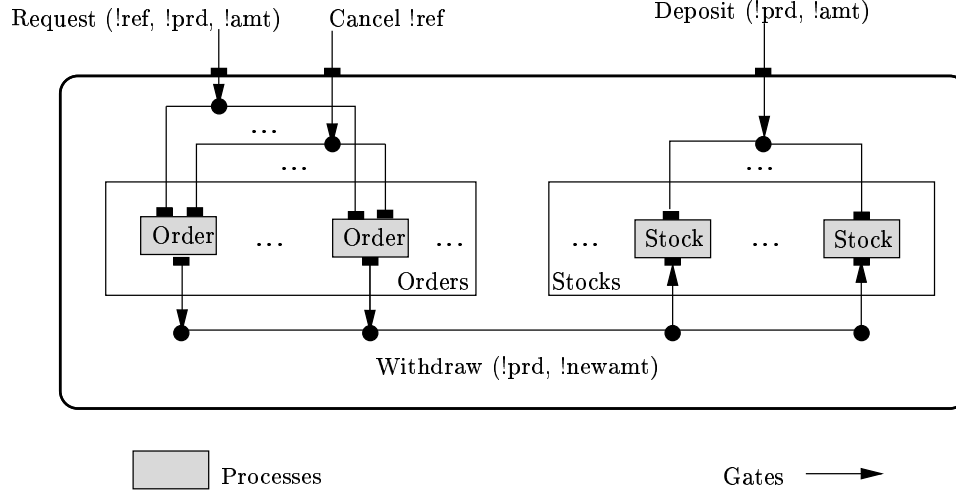 Request (!ref, !prd, !amt) Cancel !ref Deposit (!prd, !amt)
...
... ...
Order ... Order ... ... Stock ... Stock
Orders Stocks
Withdraw (!prd, !newamt)
Processes Gates